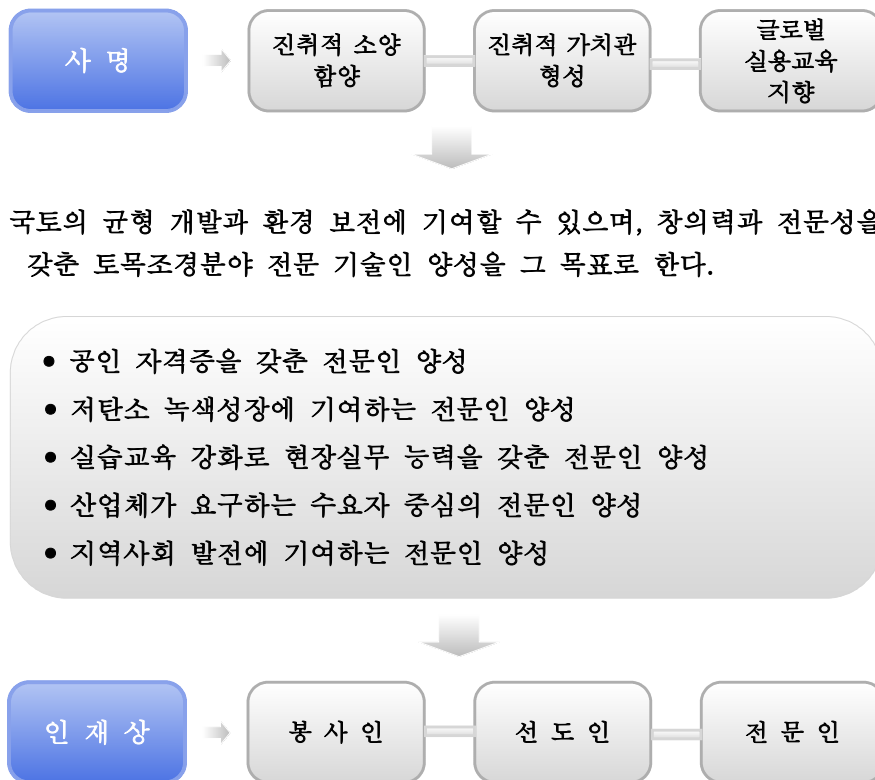 사 명
진취적 소양
함양
진취적 가치관
형성
글로벌
실용교육
지향
국토의 균형 개발과 환경 보전에 기여할 수 있으며, 창의력과 전문성을
갖춘 토목조경분야 전문 기술인 양성을 그 목표로 한다.
• 공인 자격증을 갖춘 전문인 양성
• 저탄소 녹색성장에 기여하는 전문인 양성
• 실습교육 강화로 현장실무 능력을 갖춘 전문인 양성
• 산업체가 요구하는 수요자 중심의 전문인 양성
• 지역사회 발전에 기여하는 전문인 양성
인 재 상
봉 사 인
선 도 인
전 문 인